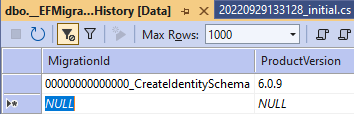 dbo.__EFMigra...History [Data]
20220929133128_initial.cs
Max Rows: 1000
MigrationId ProductVersion
00000000000000_CreateIdentitySchema 6.0.9
NULL NULL